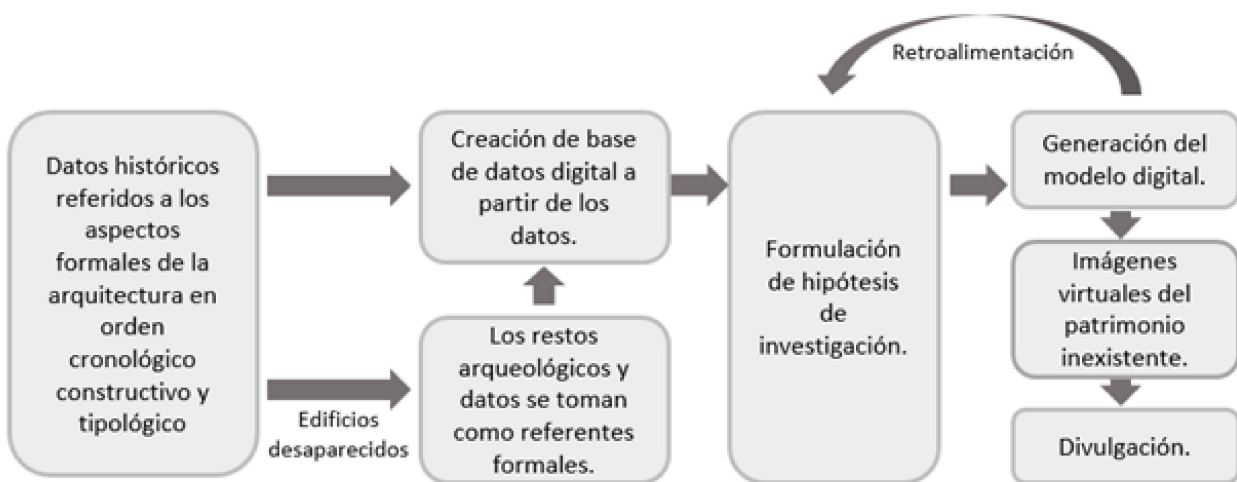 Datos históricos
referidos a los
aspectos
formales de la
arquitectura en
orden
cronológico
constructivo y
tipológico
Edificios
desaparecidos
Creación de base
de datos digital a
partir de los
datos.
Los restos
arqueológicos y
datos se toman
como referentes
formales.
Formulación
de hipótesis
de
investigación.
Retroalimentación
Generación del
modelo digital.
Imágenes
virtuales del
patrimonio
inexistente.
Divulgación.